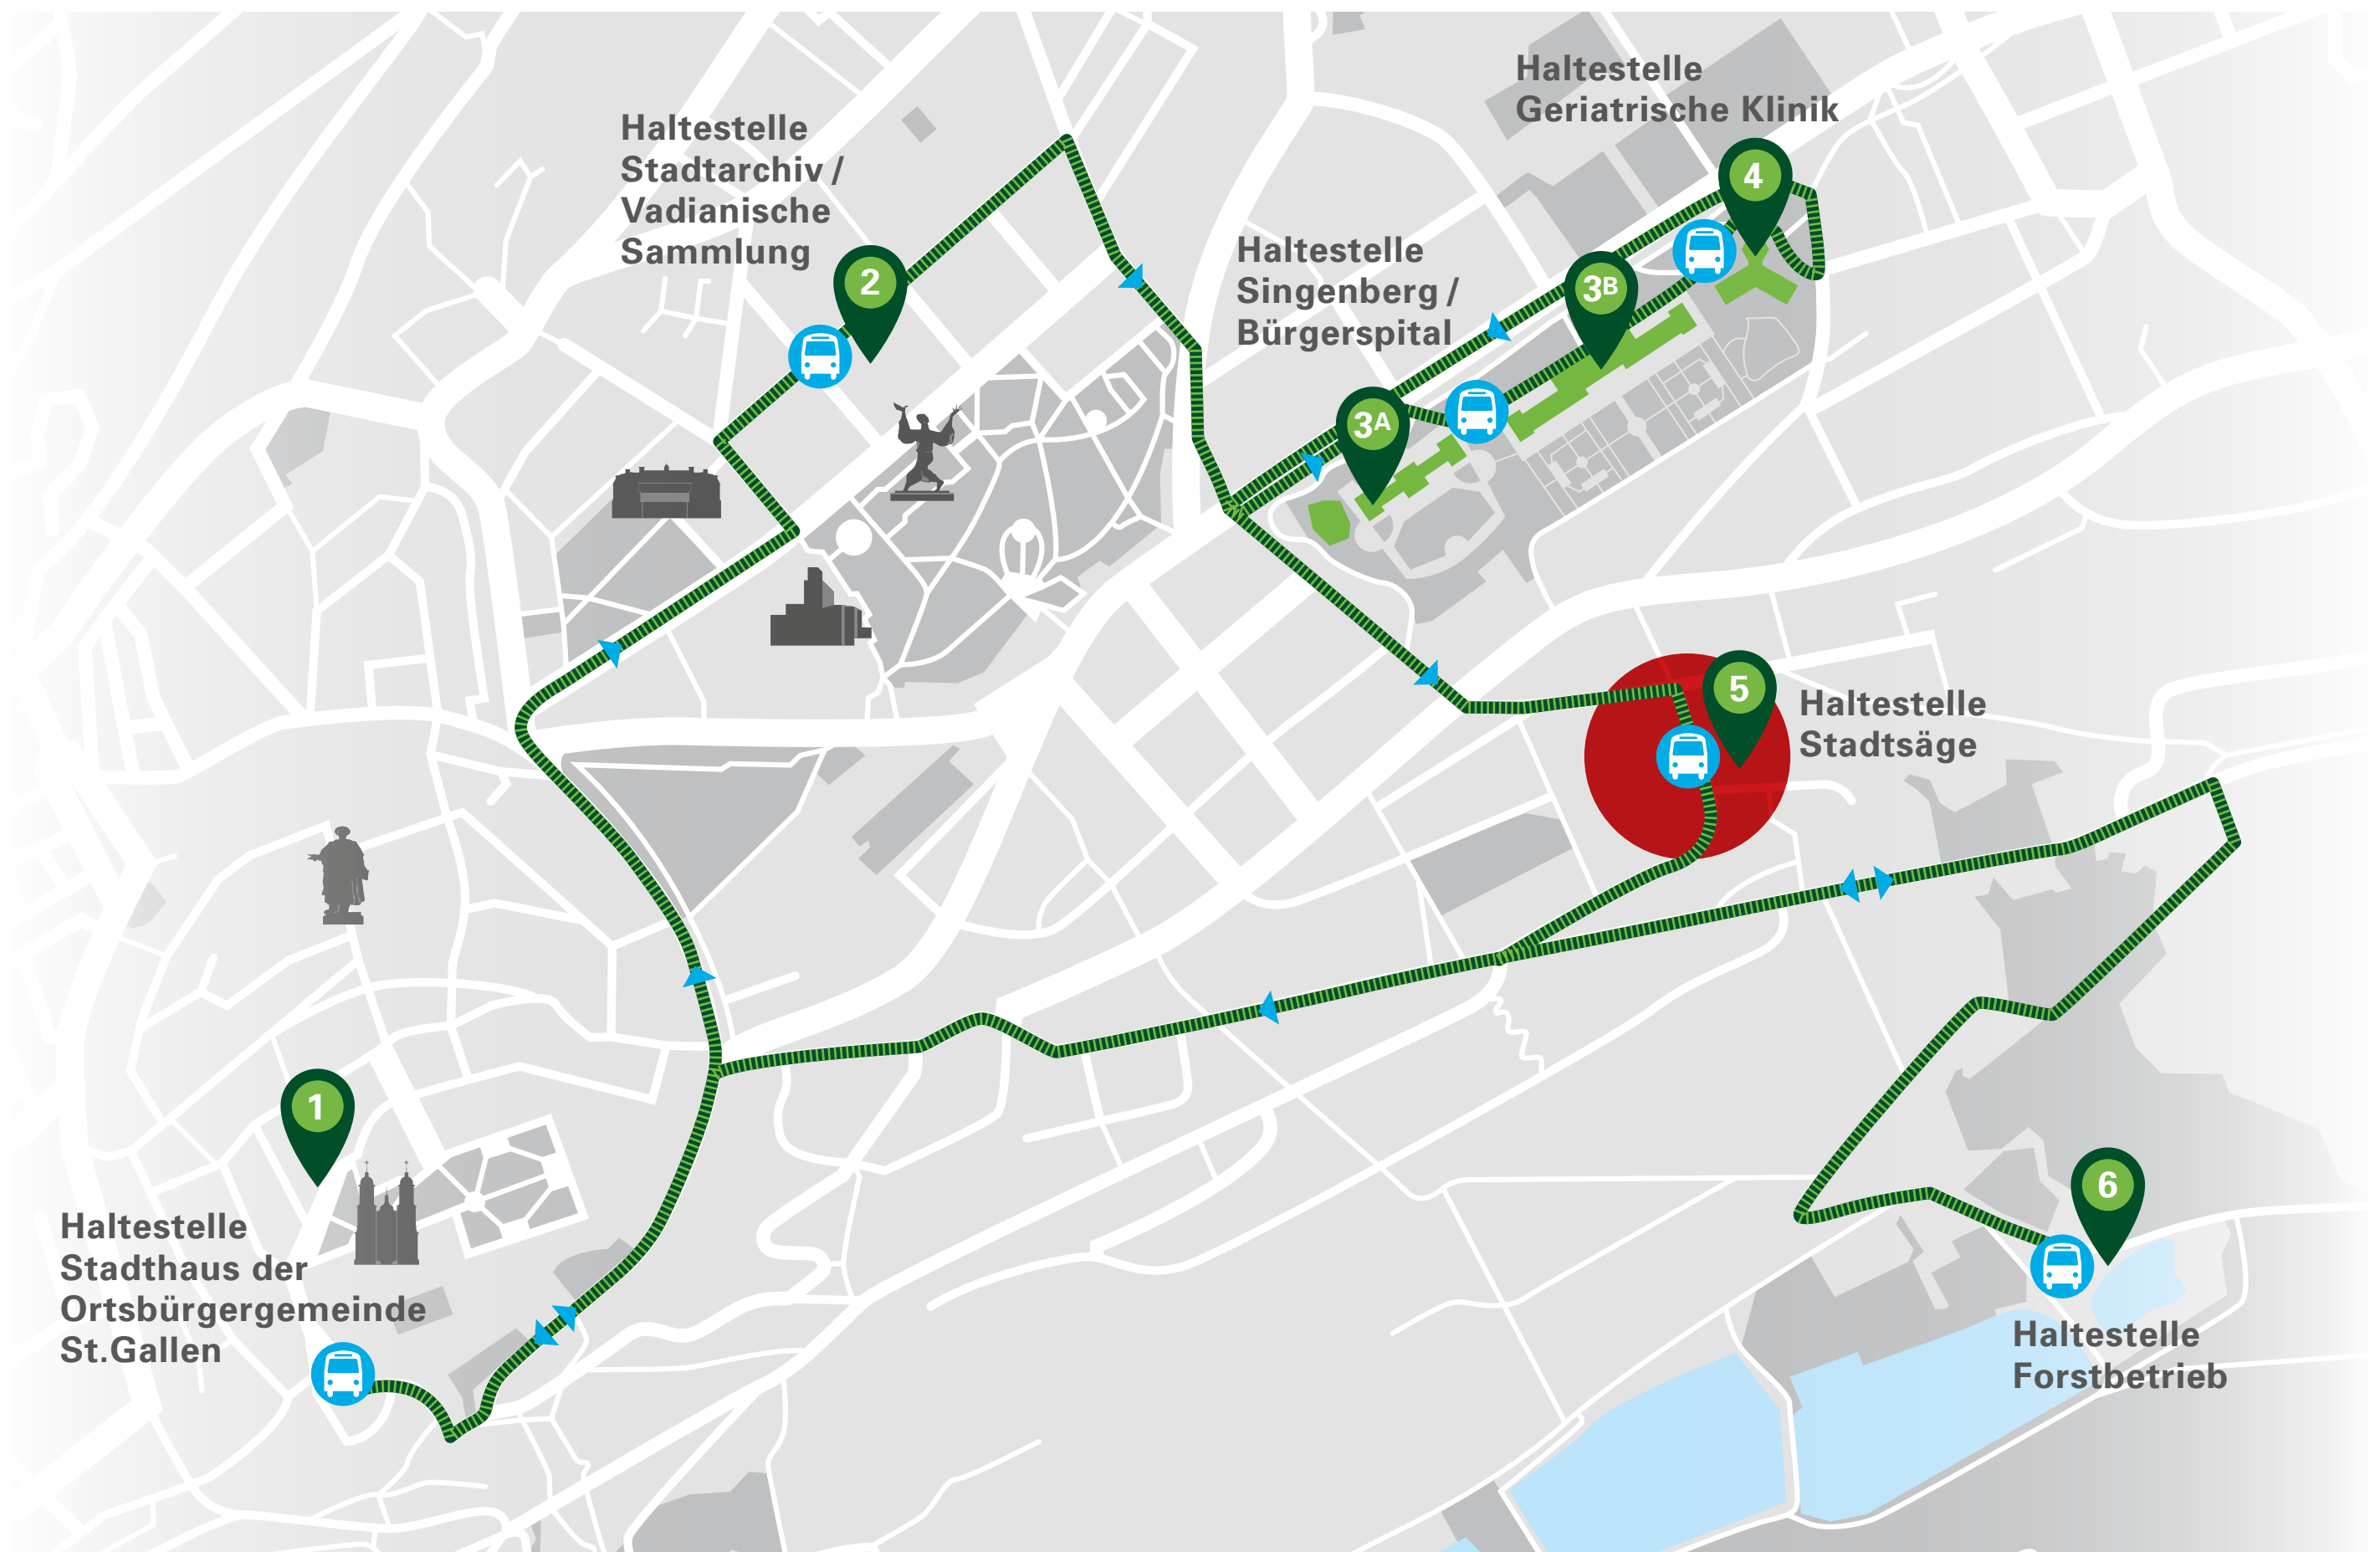 Haltestelle
Geriatrische Klinik
4
Haltestelle
Stadtarchiv /
Vadianische
Sammlung
2
Haltestelle
Singenberg /
Bürgerspital
3B
3A
5
Haltestelle
Stadtsäge
1
Haltestelle
Stadthaus der
Ortsbürgergemeinde
St.Gallen
6
Haltestelle
Forstbetrieb